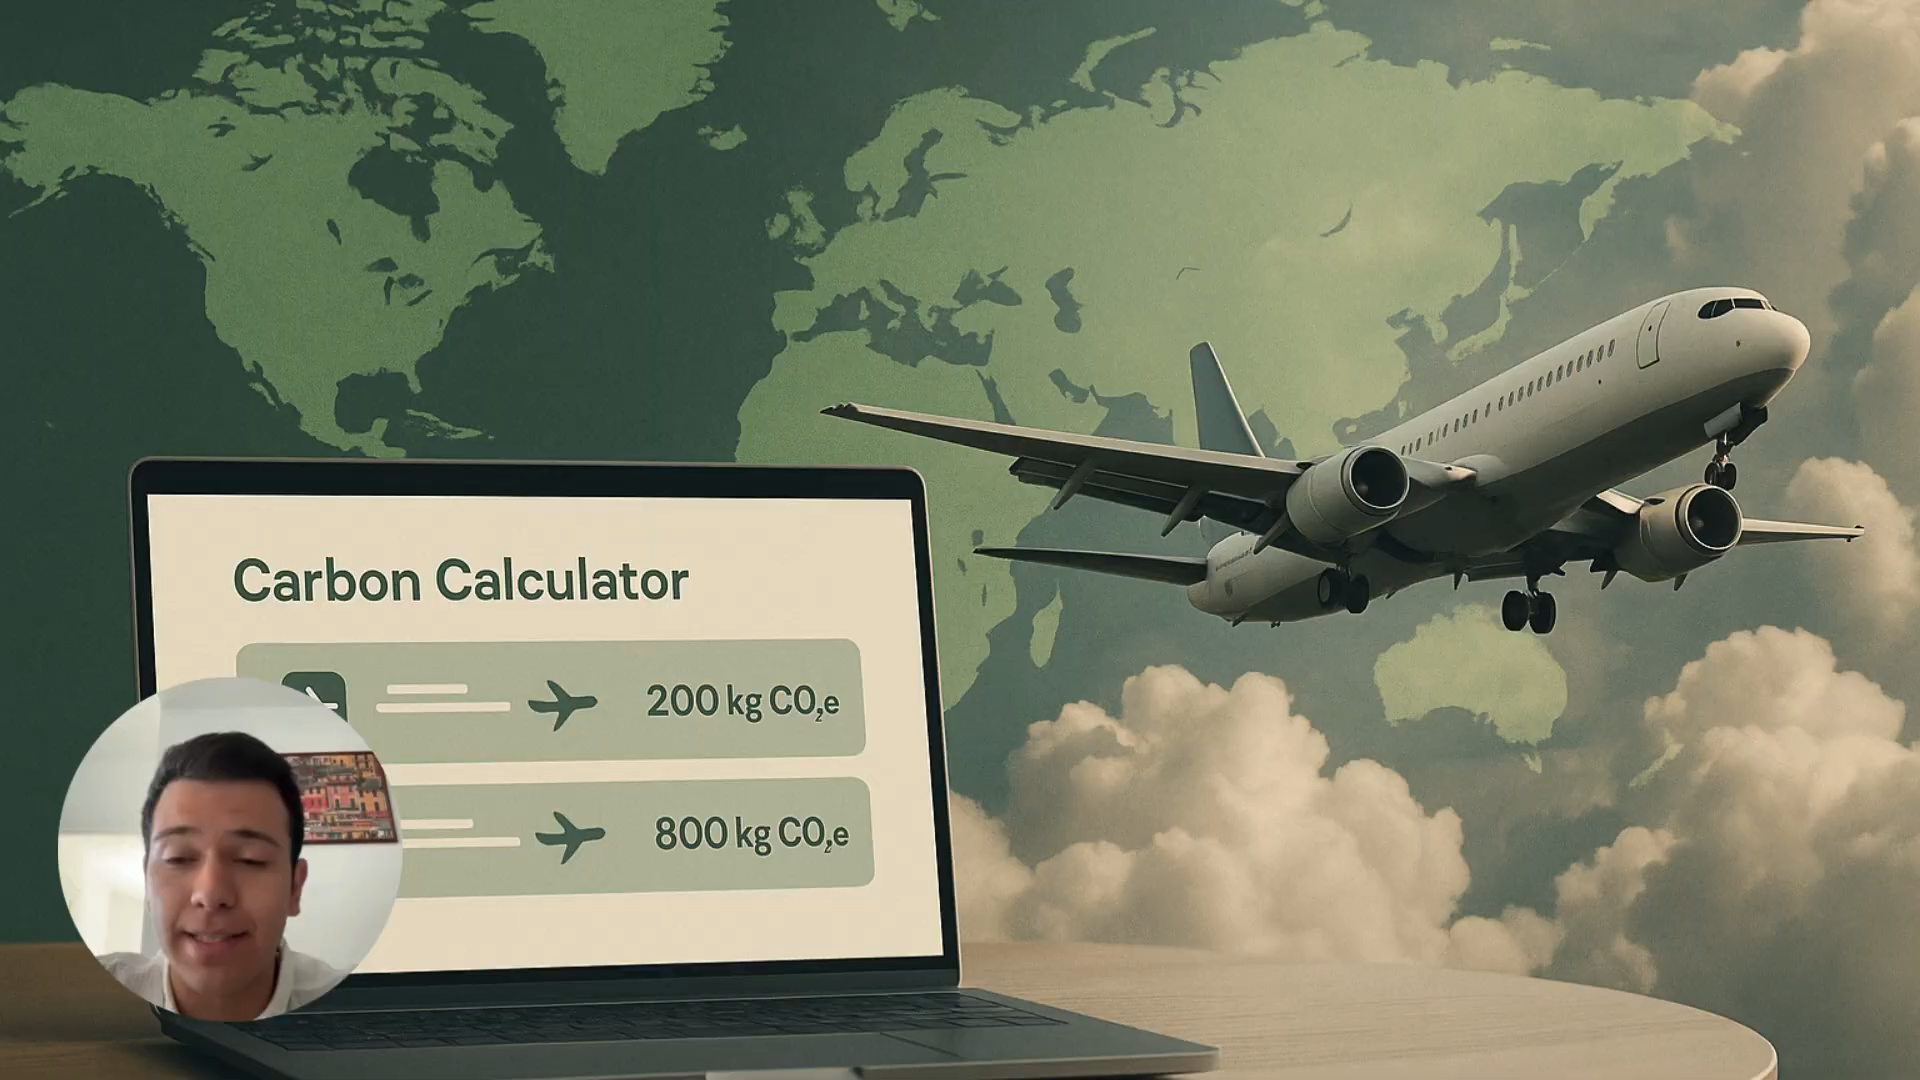 Carbon Calculator
200 kg CO₂e
800 kg CO₂e